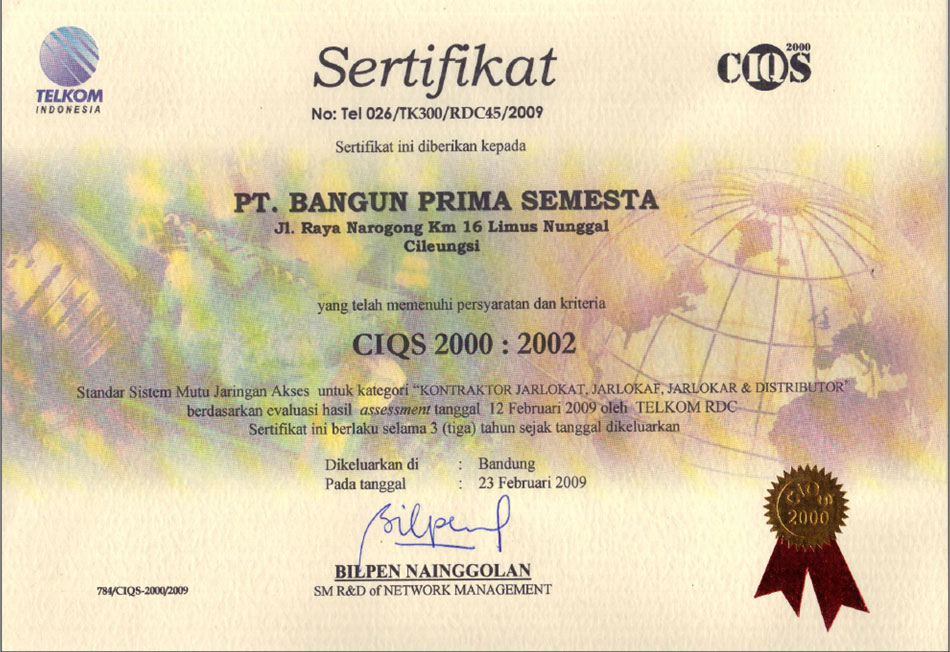 TELKOM
INDONESIA
Sertifikat
CIQS 2000
No: Tel 026/TK300/RDC45/2009
Sertifikat ini diberikan kepada
PT. BANGUN PRIMA SEMESTA
Jl. Raya Narogong Km 16 Limus Nunggal
Cileungsi
yang telah memenuhi persyaratan dan kriteria
CIQS 2000 : 2002
Standar Sistem Mutu Jaringan Akses untuk kategori "KONTRAKTOR JARLOKAT, JARLOKAF, JARLOKAR & DISTRIBUTOR"
berdasarkan evaluasi hasil assessment tanggal 12 Februari 2009 oleh TELKOM RDC
Sertifikat ini berlaku selama 3 (tiga) tahun sejak tanggal dikeluarkan
Dikeluarkan di : Bandung
Pada tanggal : 23 Februari 2009
CIQS
2000
Bilpen
BILPEN NAINGGOLAN
SM R&D of NETWORK MANAGEMENT
784/CIQS-2000/2009